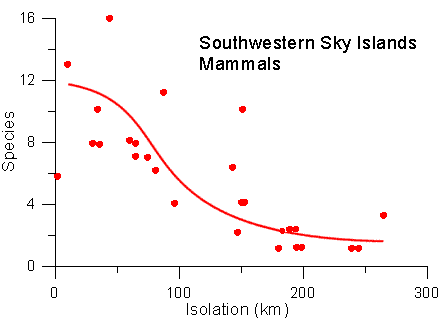 Southwestern Sky Islands
Mammals
Species
16
12
8
4
0
0
100
200
300
Isolation (km)